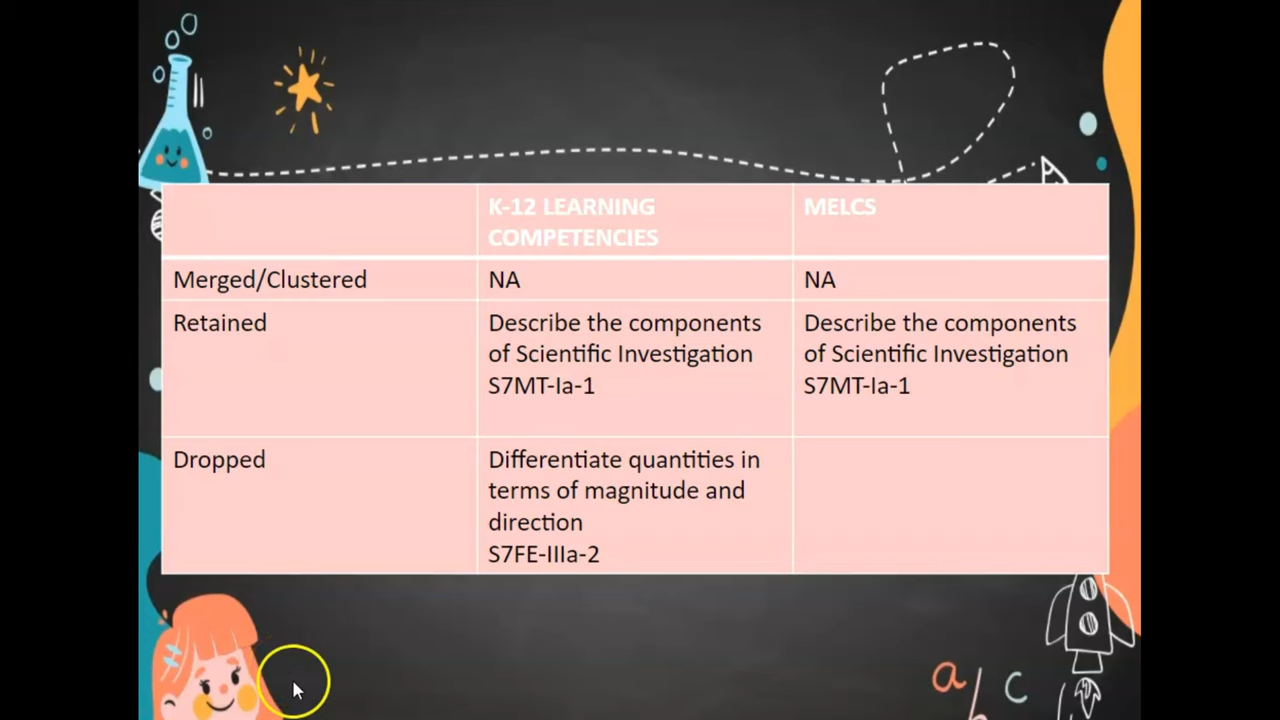 K-12 LEARNING
COMPETENCIES
MELCS
Merged/Clustered
NA
NA
Retained
Describe the components
of Scientific Investigation
S7MT-Ia-1
Describe the components
of Scientific Investigation
S7MT-Ia-1
Dropped
Differentiate quantities in
terms of magnitude and
direction
S7FE-IIIa-2
a b c